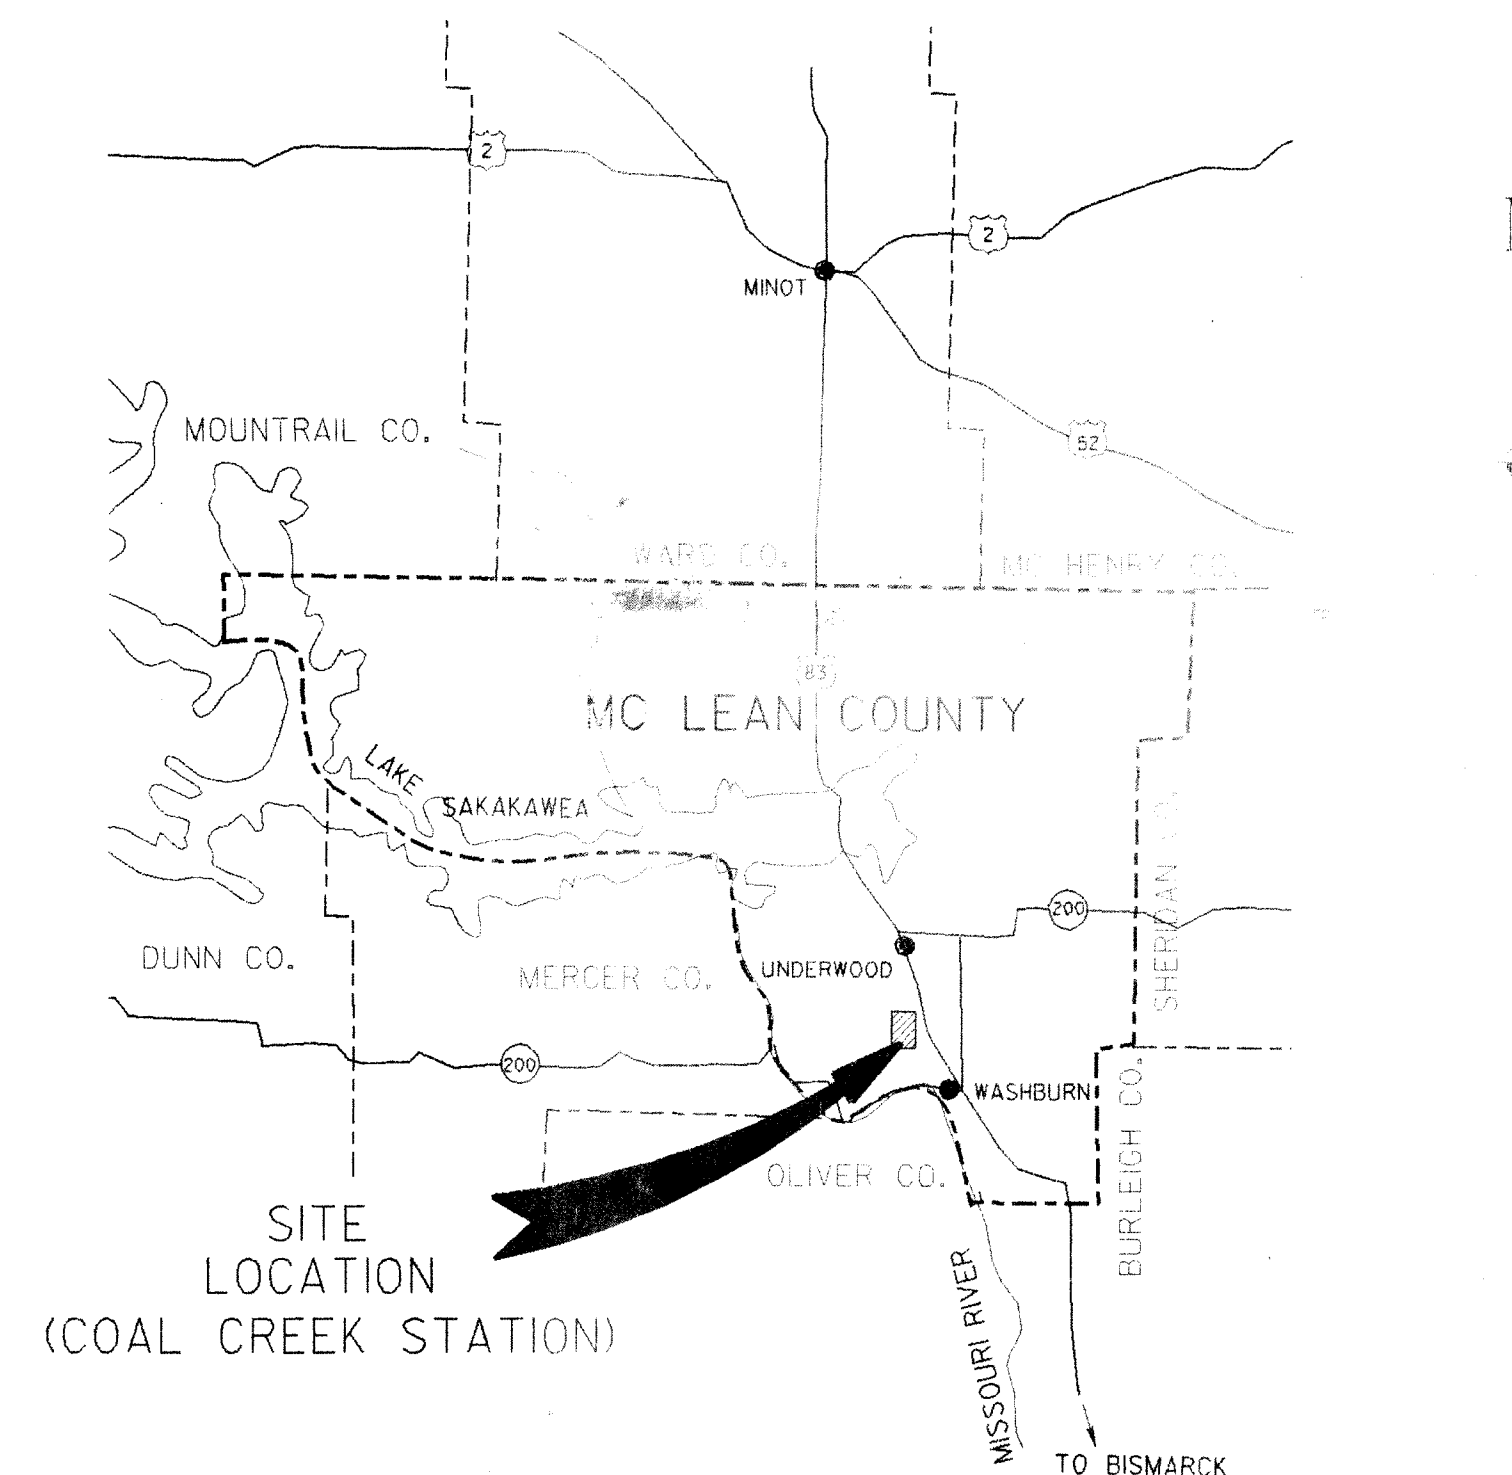 2
2
MINOT
MOUNTRAIL CO.
52
WARD CO.
MC HENRY CO.
83
MC LEAN COUNTY
LAKE
SAKAKAWEA
200
SHERIDAN CO.
DUNN CO.
MERCER CO.
UNDERWOOD
200
WASHBURN
BURLEIGH CO.
OLIVER CO.
SITE
LOCATION
(COAL CREEK STATION)
MISSOURI RIVER
TO BISMARCK